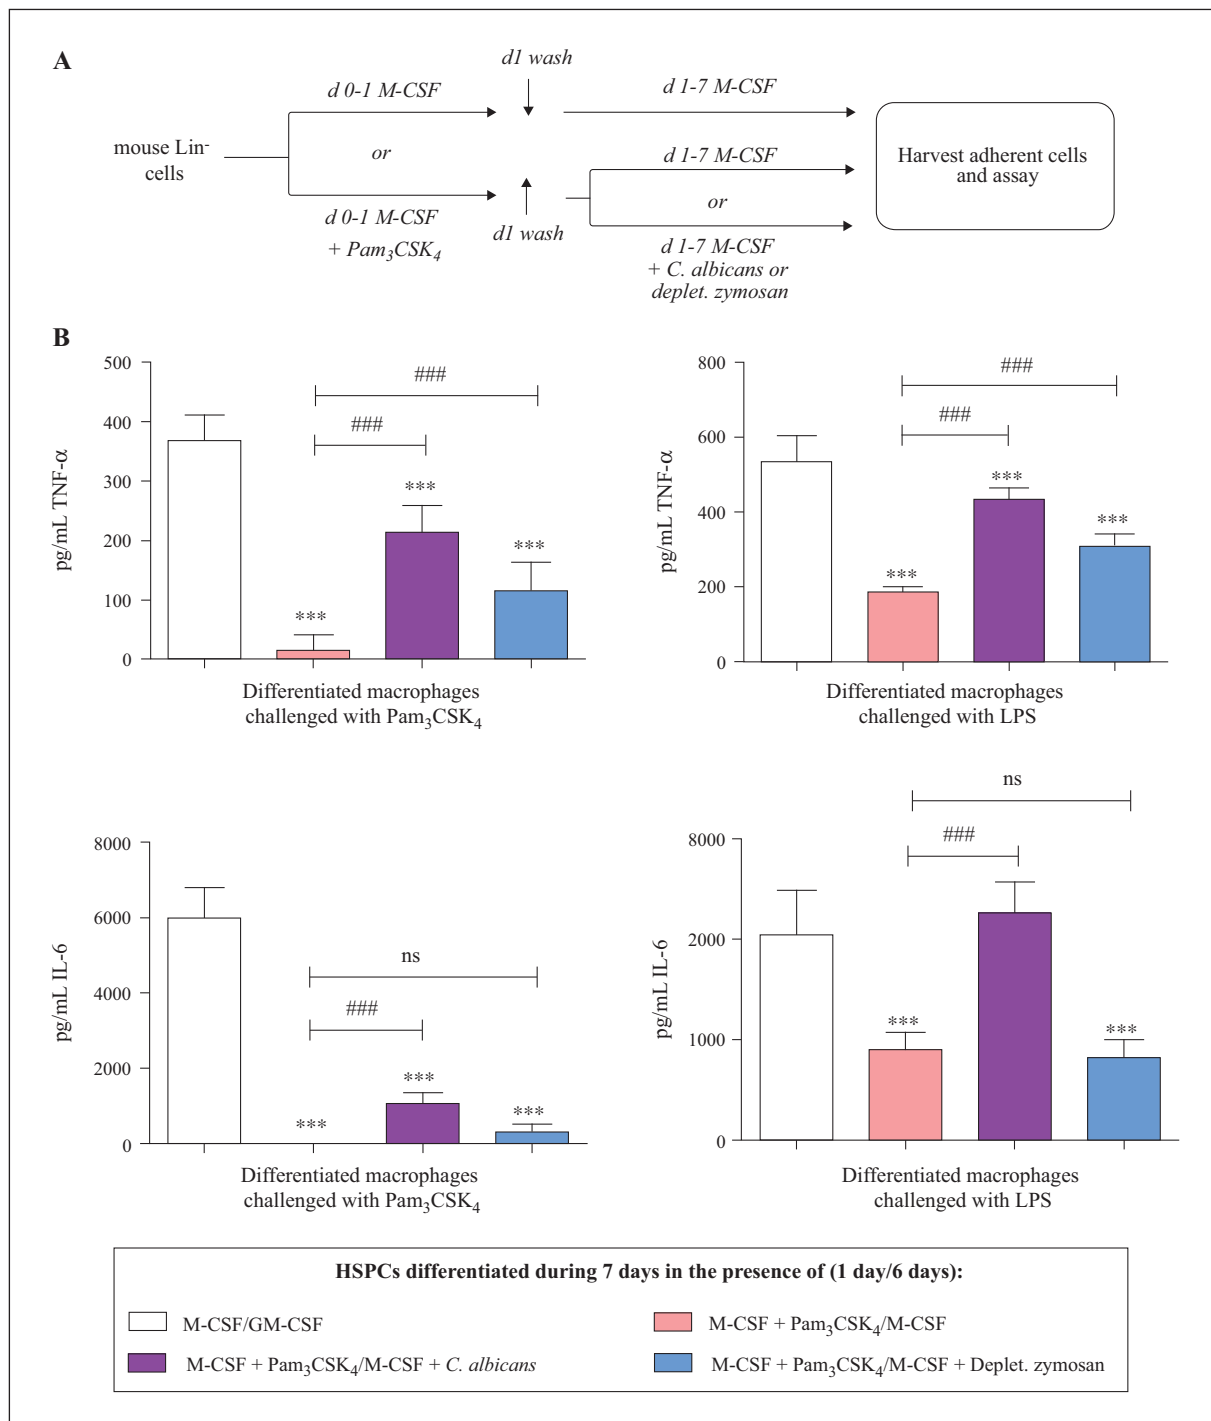 A
d1 wash
d 0-1 M-CSF
d 1-7 M-CSF
mouse Lin-
cells
or
d 1-7 M-CSF
Harvest adherent cells
and assay
d 0-1 M-CSF
+ Pam3CSK4
d1 wash
or
d 1-7 M-CSF
+ C. albicans or
deplet. zymosan
B
500
400
300
200
100
0
pg/mL TNF-α
###
###
***
***
***
Differentiated macrophages
challenged with Pam3CSK4
800
600
400
200
0
pg/mL TNF-α
###
###
***
***
***
Differentiated macrophages
challenged with LPS
8000
6000
4000
2000
0
pg/mL IL-6
ns
###
***
***
***
Differentiated macrophages
challenged with Pam3CSK4
8000
2000
1000
0
pg/mL IL-6
ns
###
***
***
Differentiated macrophages
challenged with LPS
HSPCs differentiated during 7 days in the presence of (1 day/6 days):
M-CSF/GM-CSF
M-CSF + Pam3CSK4/M-CSF
M-CSF + Pam3CSK4/M-CSF + C. albicans
M-CSF + Pam3CSK4/M-CSF + Deplet. zymosan